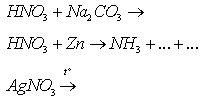 HNO₃ + Na₂CO₃ →
HNO₃ + Zn → NH₃ + ... + ...
AgNO₃ →^t°